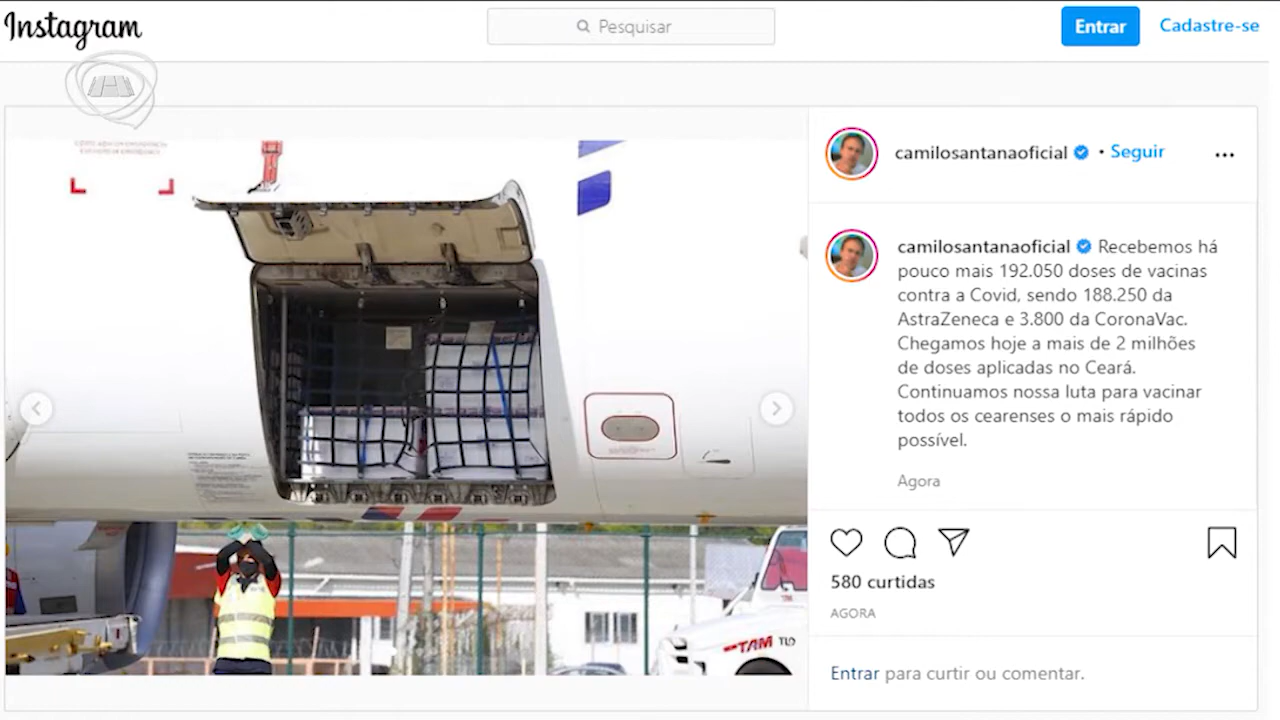 Instagram
Pesquisar
Entrar
Cadastre-se
camilosantanaoficial • Seguir
camilosantanaoficial Recebemos há
pouco mais 192.050 doses de vacinas
contra a Covid, sendo 188.250 da
AstraZeneca e 3.800 da CoronaVac.
Chegamos hoje a mais de 2 milhões
de doses aplicadas no Ceará.
Continuamos nossa luta para vacinar
todos os cearenses o mais rápido
possível.
Agora
580 curtidas
AGORA
Entrar para curtir ou comentar.
TAM